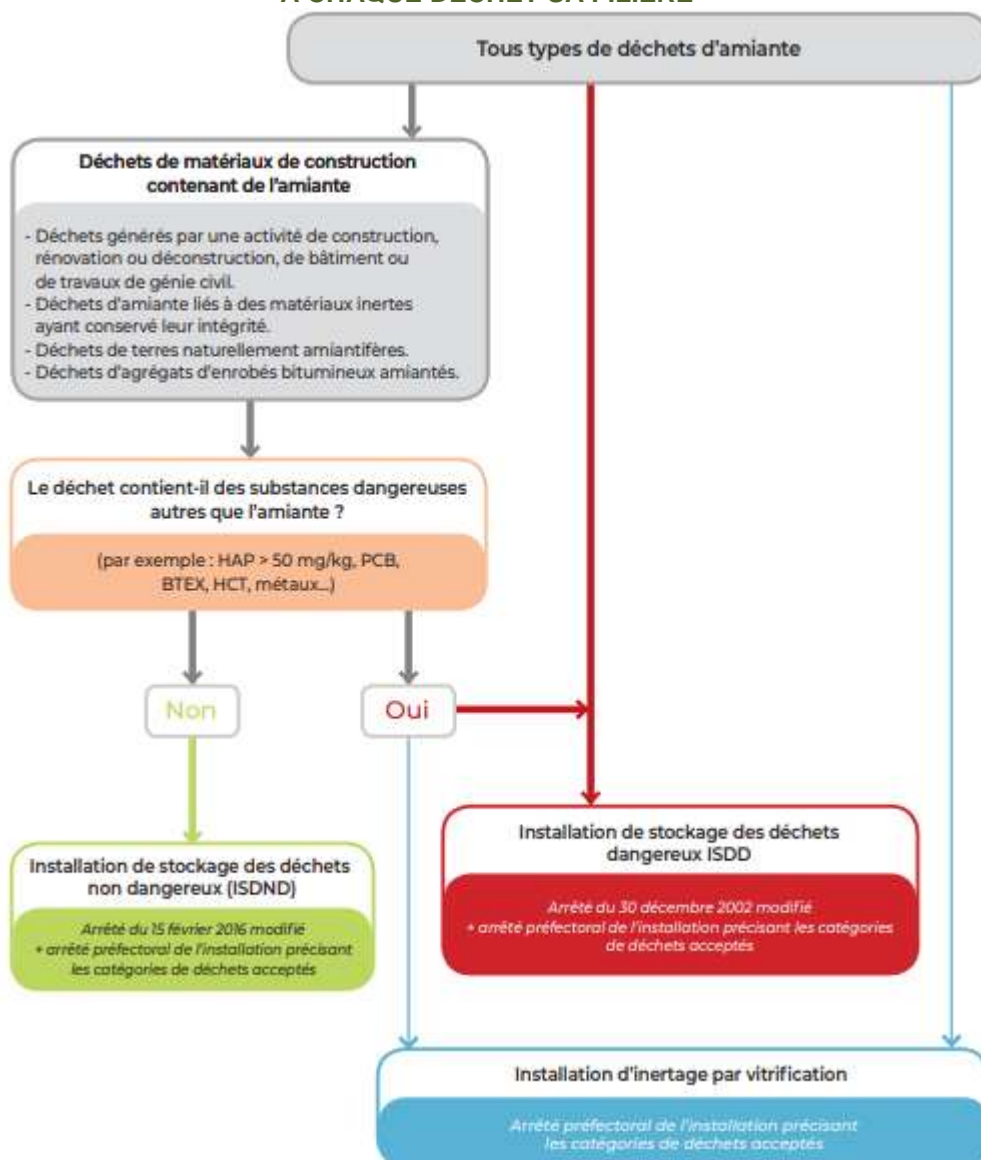 À CHAQUE DÉCHET SA FILIÈRE
Tous types de déchets d'amiante
Déchets de matériaux de construction
contenant de l'amiante
- Déchets générés par une activité de construction,
rénovation ou déconstruction, de bâtiment ou
de travaux de génie civil.
- Déchets d'amiante liés à des matériaux inertes
ayant conservé leur intégrité.
- Déchets de terres naturellement amiantifères.
- Déchets d'agrégats d'enrobés bitumineux amiantés.
Le déchet contient-il des substances dangereuses
autres que l'amiante ?
(par exemple : HAP > 50 mg/kg, PCB,
BTEX, HCT, métaux...)
Non
Oui
Installation de stockage des déchets
dangereux ISDD
Arrêté du 30 décembre 2002 modifié
+ arrêté préfectoral de l'installation précisant les catégories
de déchets acceptés
Installation de stockage des déchets
non dangereux (ISDND)
Arrêté du 15 février 2016 modifié
+ arrêté préfectoral de l'installation précisant
les catégories de déchets acceptés
Installation d'inertage par vitrification
Arrêté préfectoral de l'installation précisant
les catégories de déchets acceptés